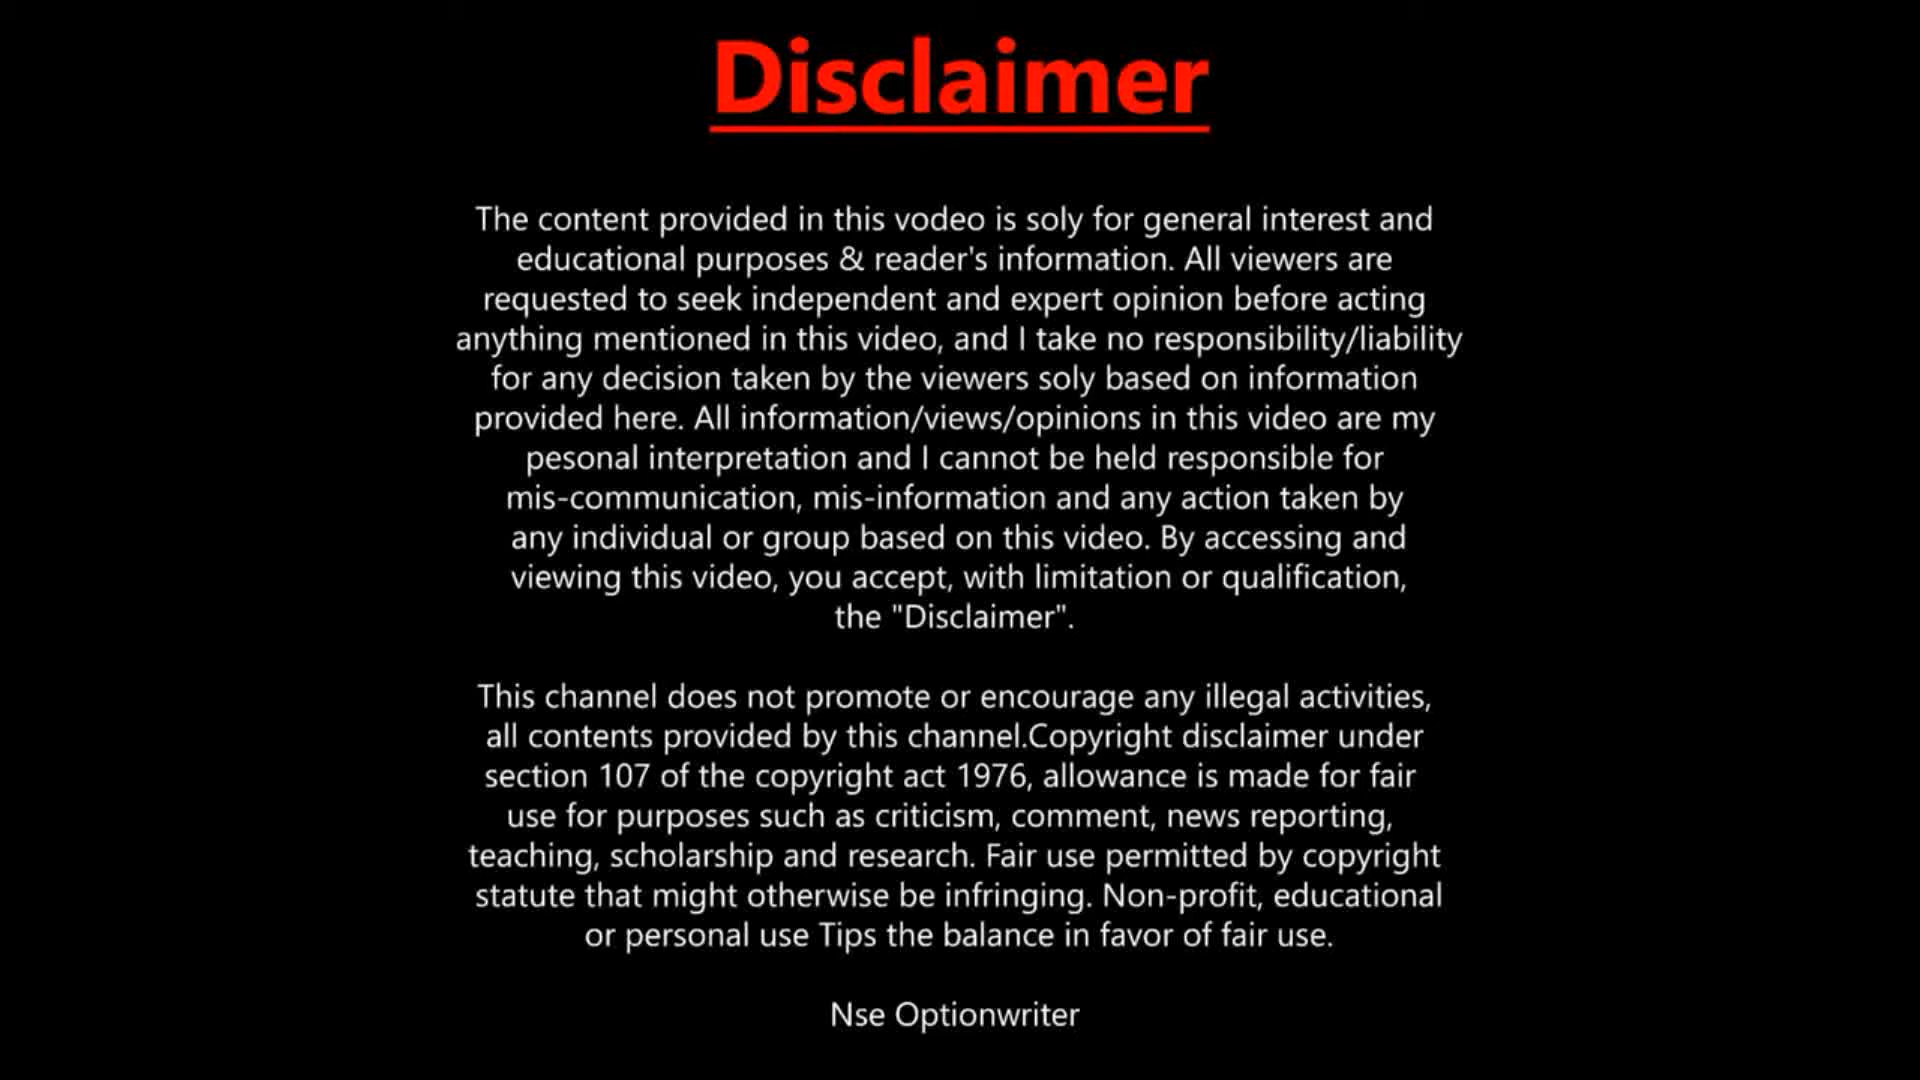 Disclaimer
The content provided in this vodeo is soly for general interest and
educational purposes & reader's information. All viewers are
requested to seek independent and expert opinion before acting
anything mentioned in this video, and I take no responsibility/liability
for any decision taken by the viewers soly based on information
provided here. All information/views/opinions in this video are my
pesonal interpretation and I cannot be held responsible for
mis-communication, mis-information and any action taken by
any individual or group based on this video. By accessing and
viewing this video, you accept, with limitation or qualification,
the "Disclaimer".
This channel does not promote or encourage any illegal activities,
all contents provided by this channel.Copyright disclaimer under
section 107 of the copyright act 1976, allowance is made for fair
use for purposes such as criticism, comment, news reporting,
teaching, scholarship and research. Fair use permitted by copyright
statute that might otherwise be infringing. Non-profit, educational
or personal use Tips the balance in favor of fair use.
Nse Optionwriter